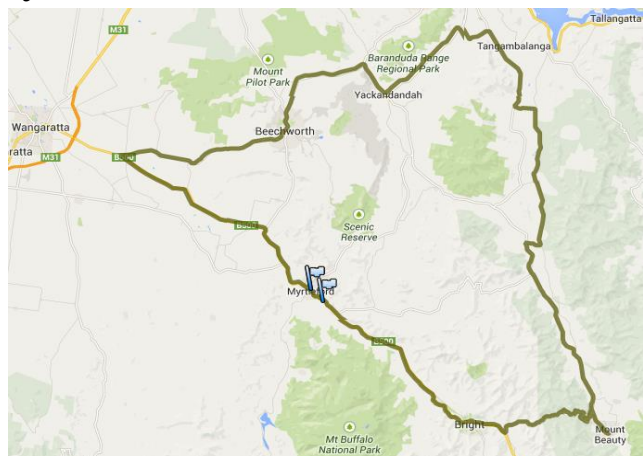 M31
Tallangatta
Tangambalanga
Baranduda Range
Regional Park
Mount
Pilot Park
Yackandandah
Wangaratta
Beechworth
ratta
M31
B500
B500
Scenic
Reserve
Myrtleford
B500
Bright
Mount
Beauty
Mt Buffalo
National Park